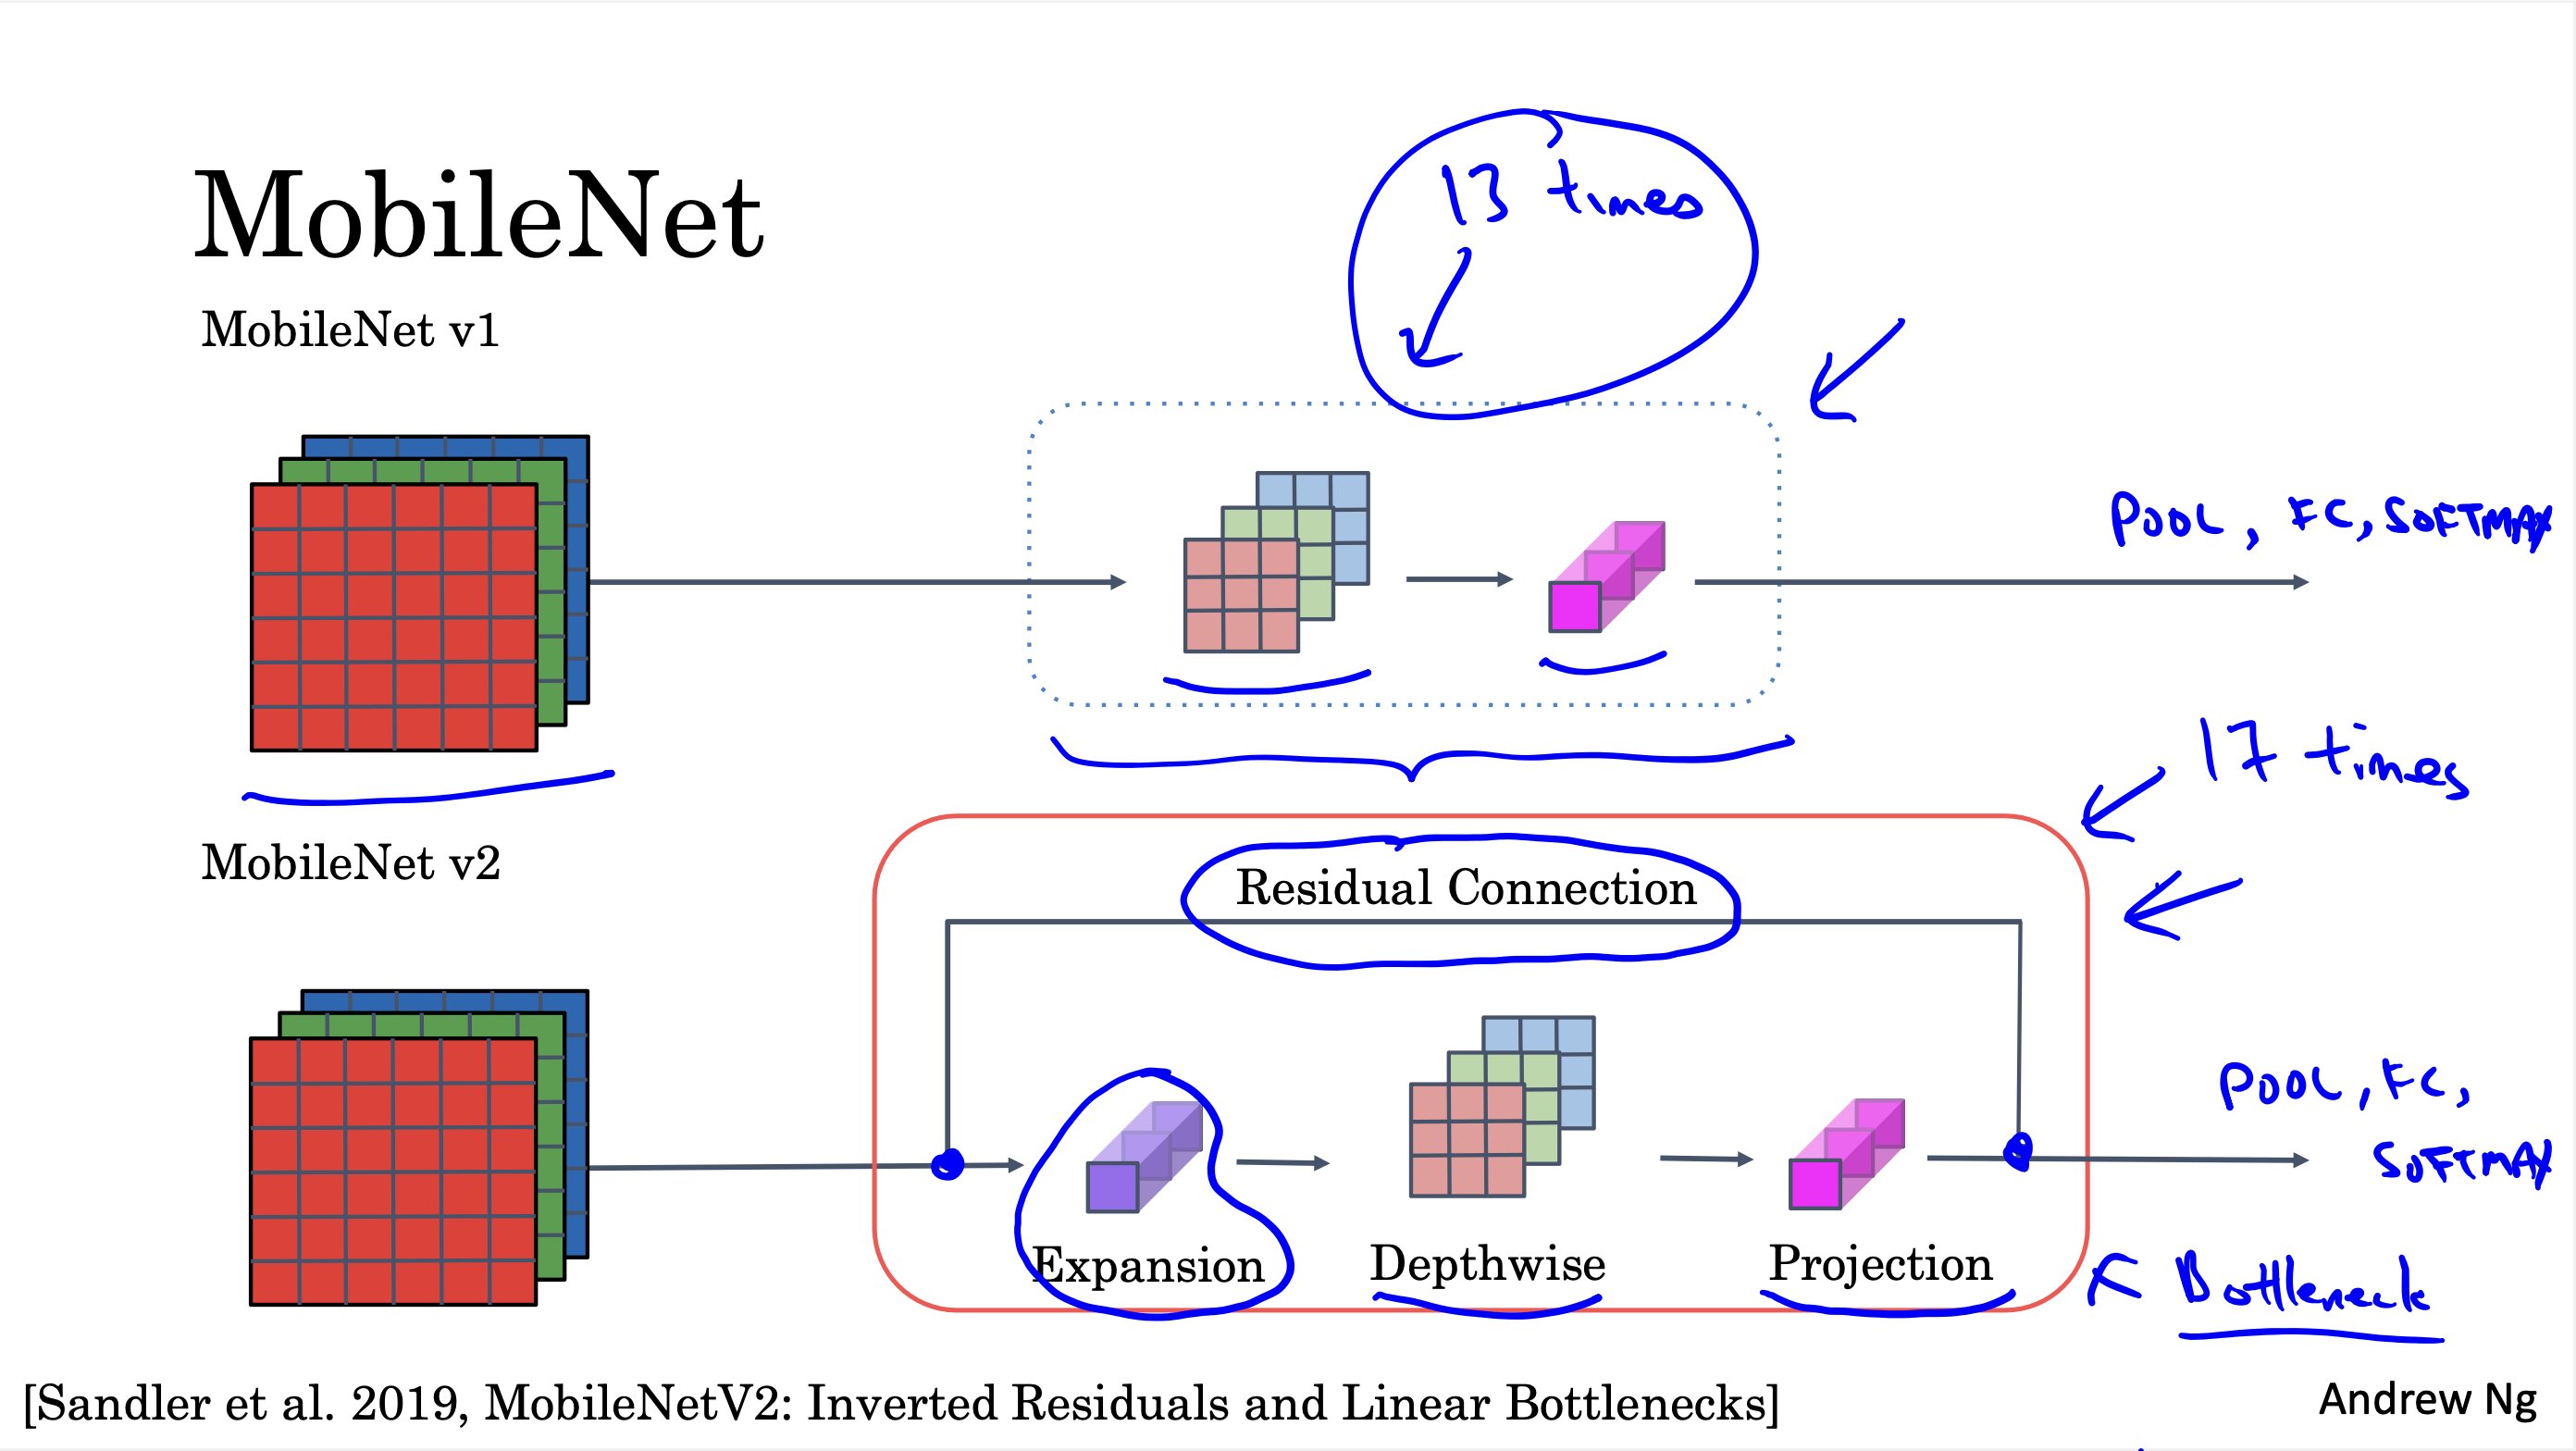 MobileNet
13 times
MobileNet v1
POOL, FC, SOFTMAX
17 times
MobileNet v2
Residual Connection
POOL, FC,
SOFTMAX
Expansion
Depthwise
Projection
Bottleneck
[Sandler et al. 2019, MobileNetV2: Inverted Residuals and Linear Bottlenecks]
Andrew Ng